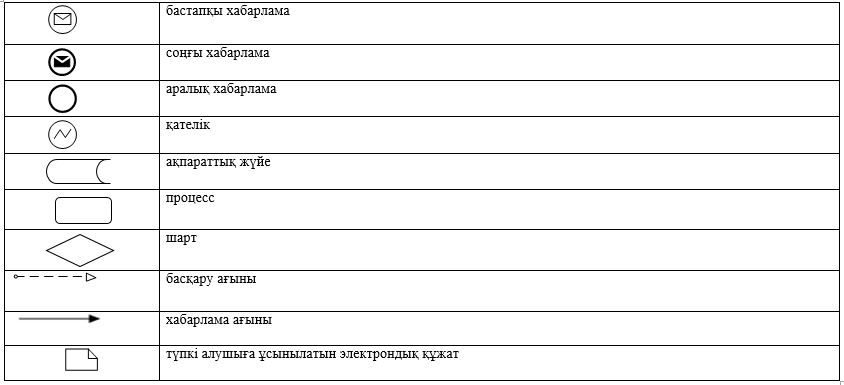 бастапқы хабарлама
соңғы хабарлама
аралық хабарлама
қателік
ақпараттық жүйе
процесс
шарт
басқару ағыны
хабарлама ағыны
түпкі алушыға ұсынылатын электрондық құжат